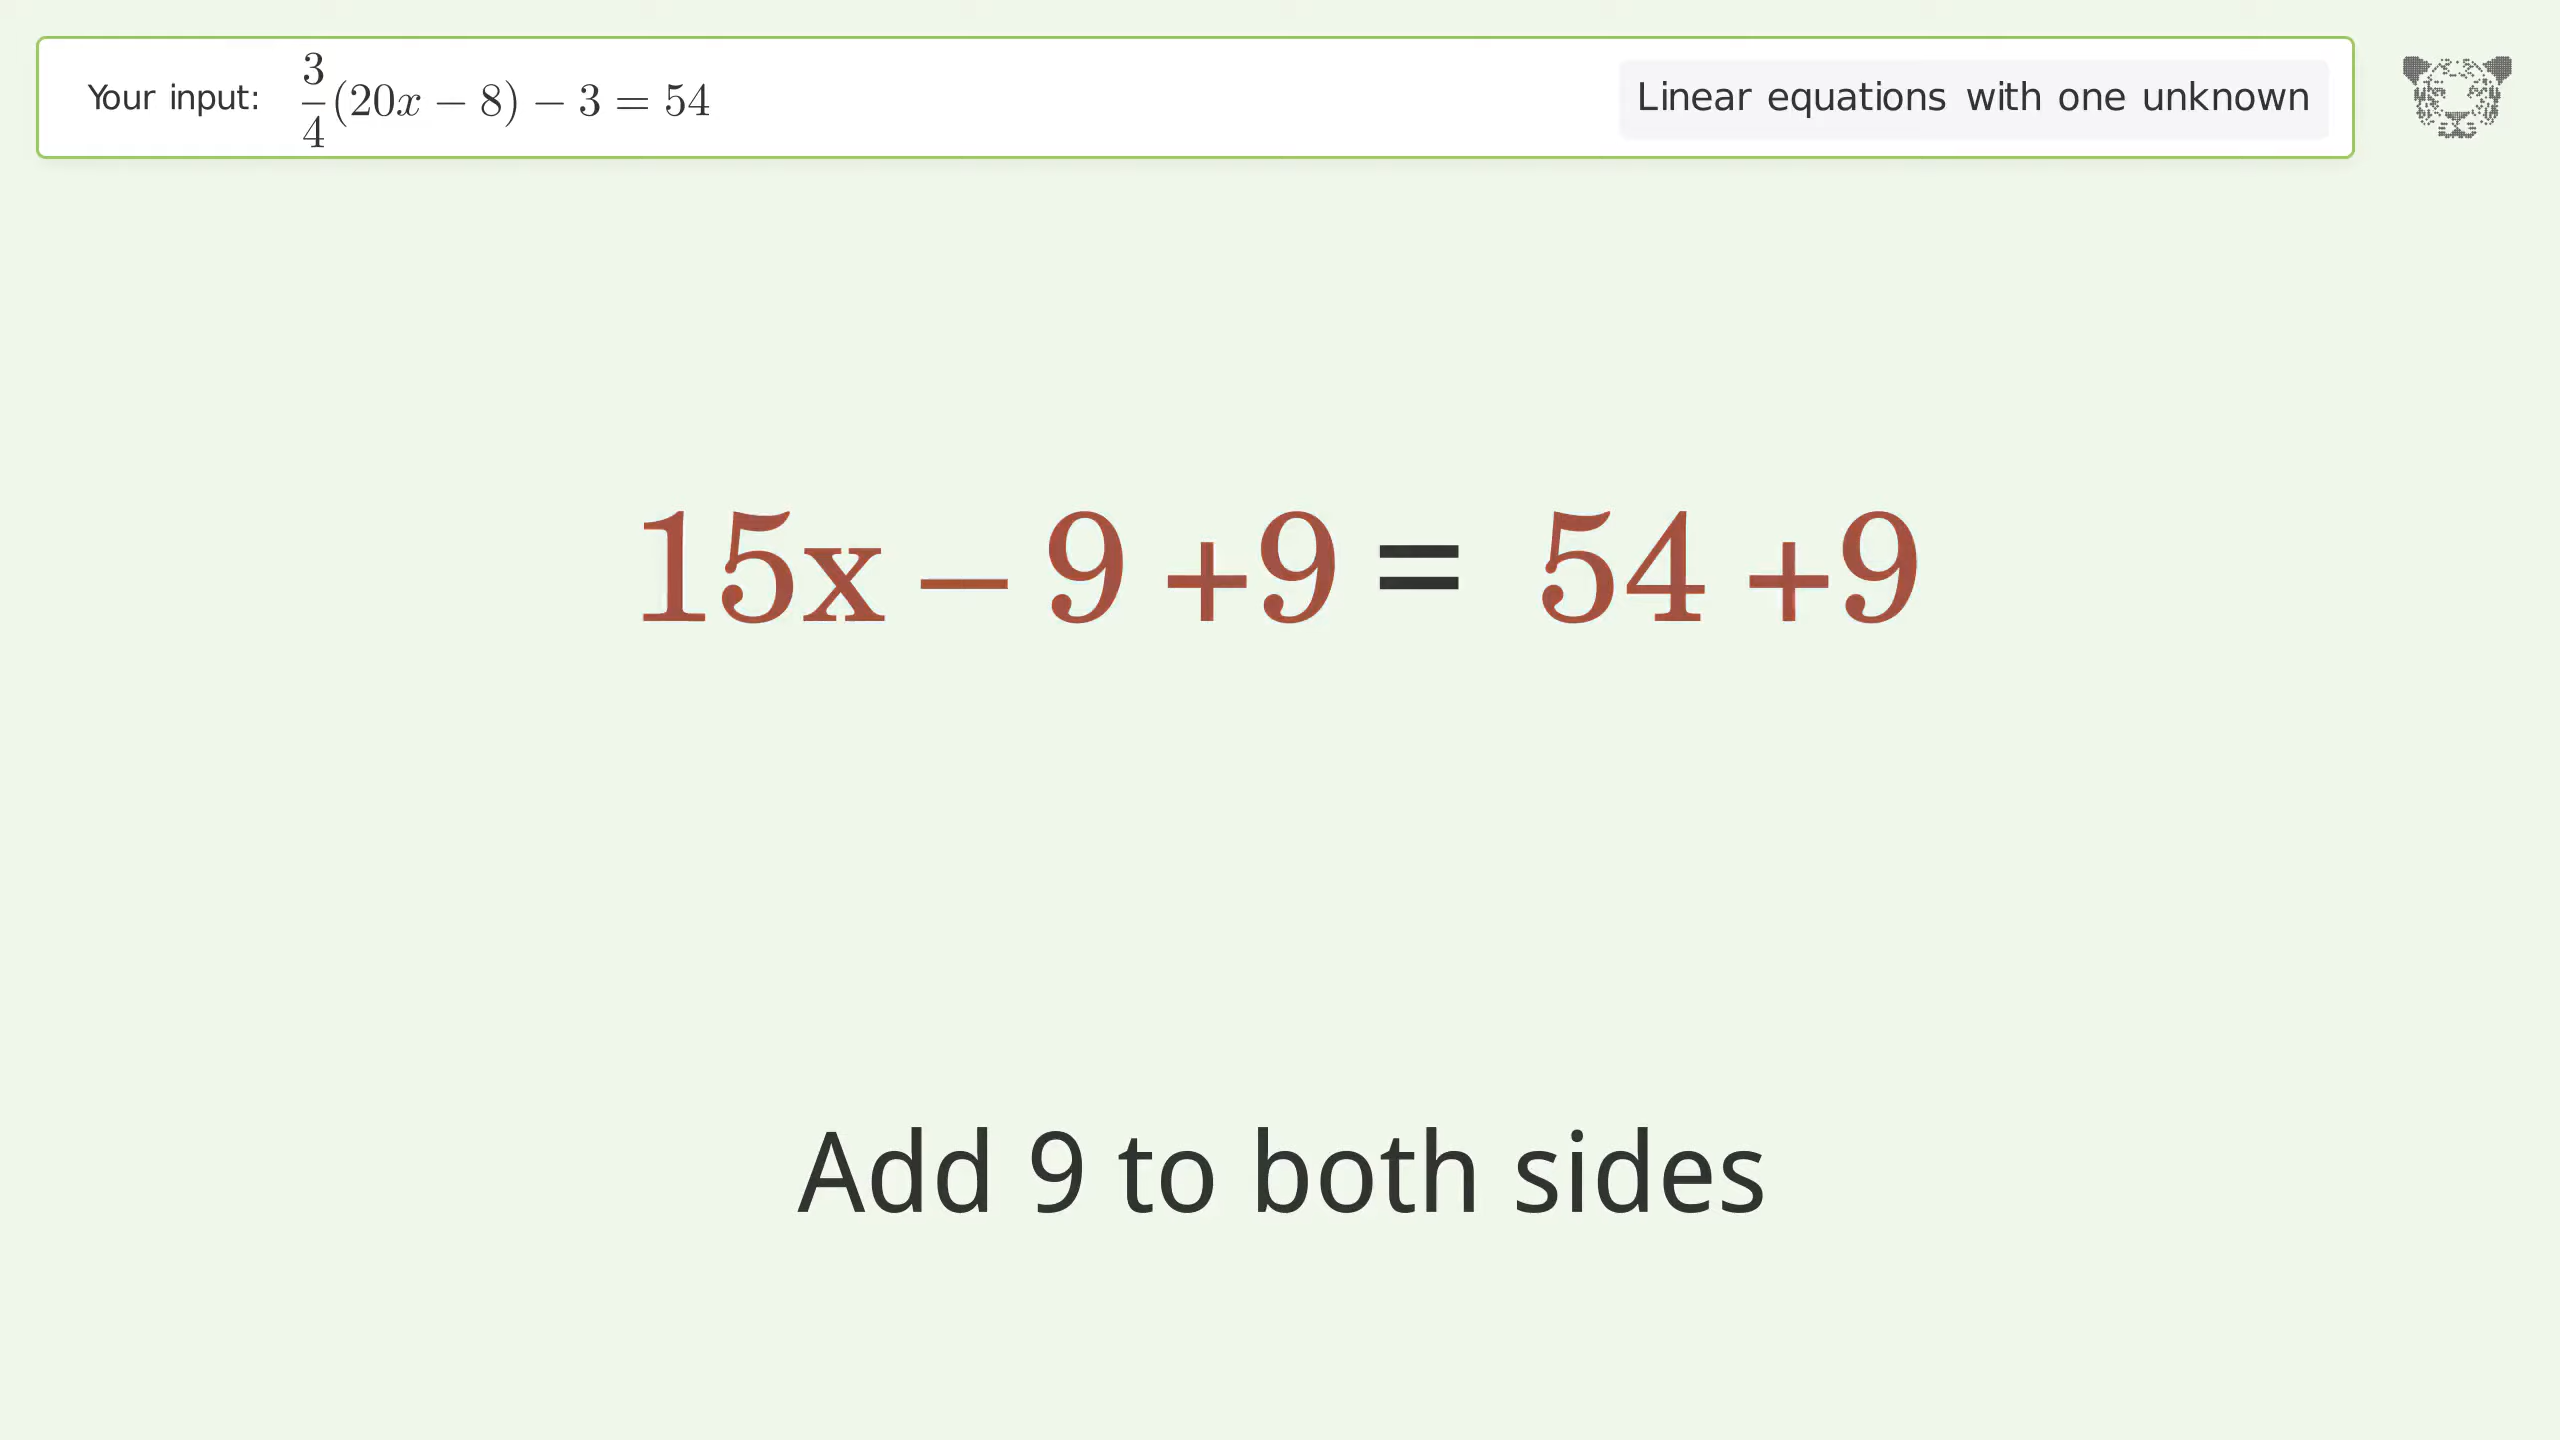 Your input: 3/4(20x − 8) − 3 = 54
Linear equations with one unknown
15x − 9 +9 = 54 +9
Add 9 to both sides